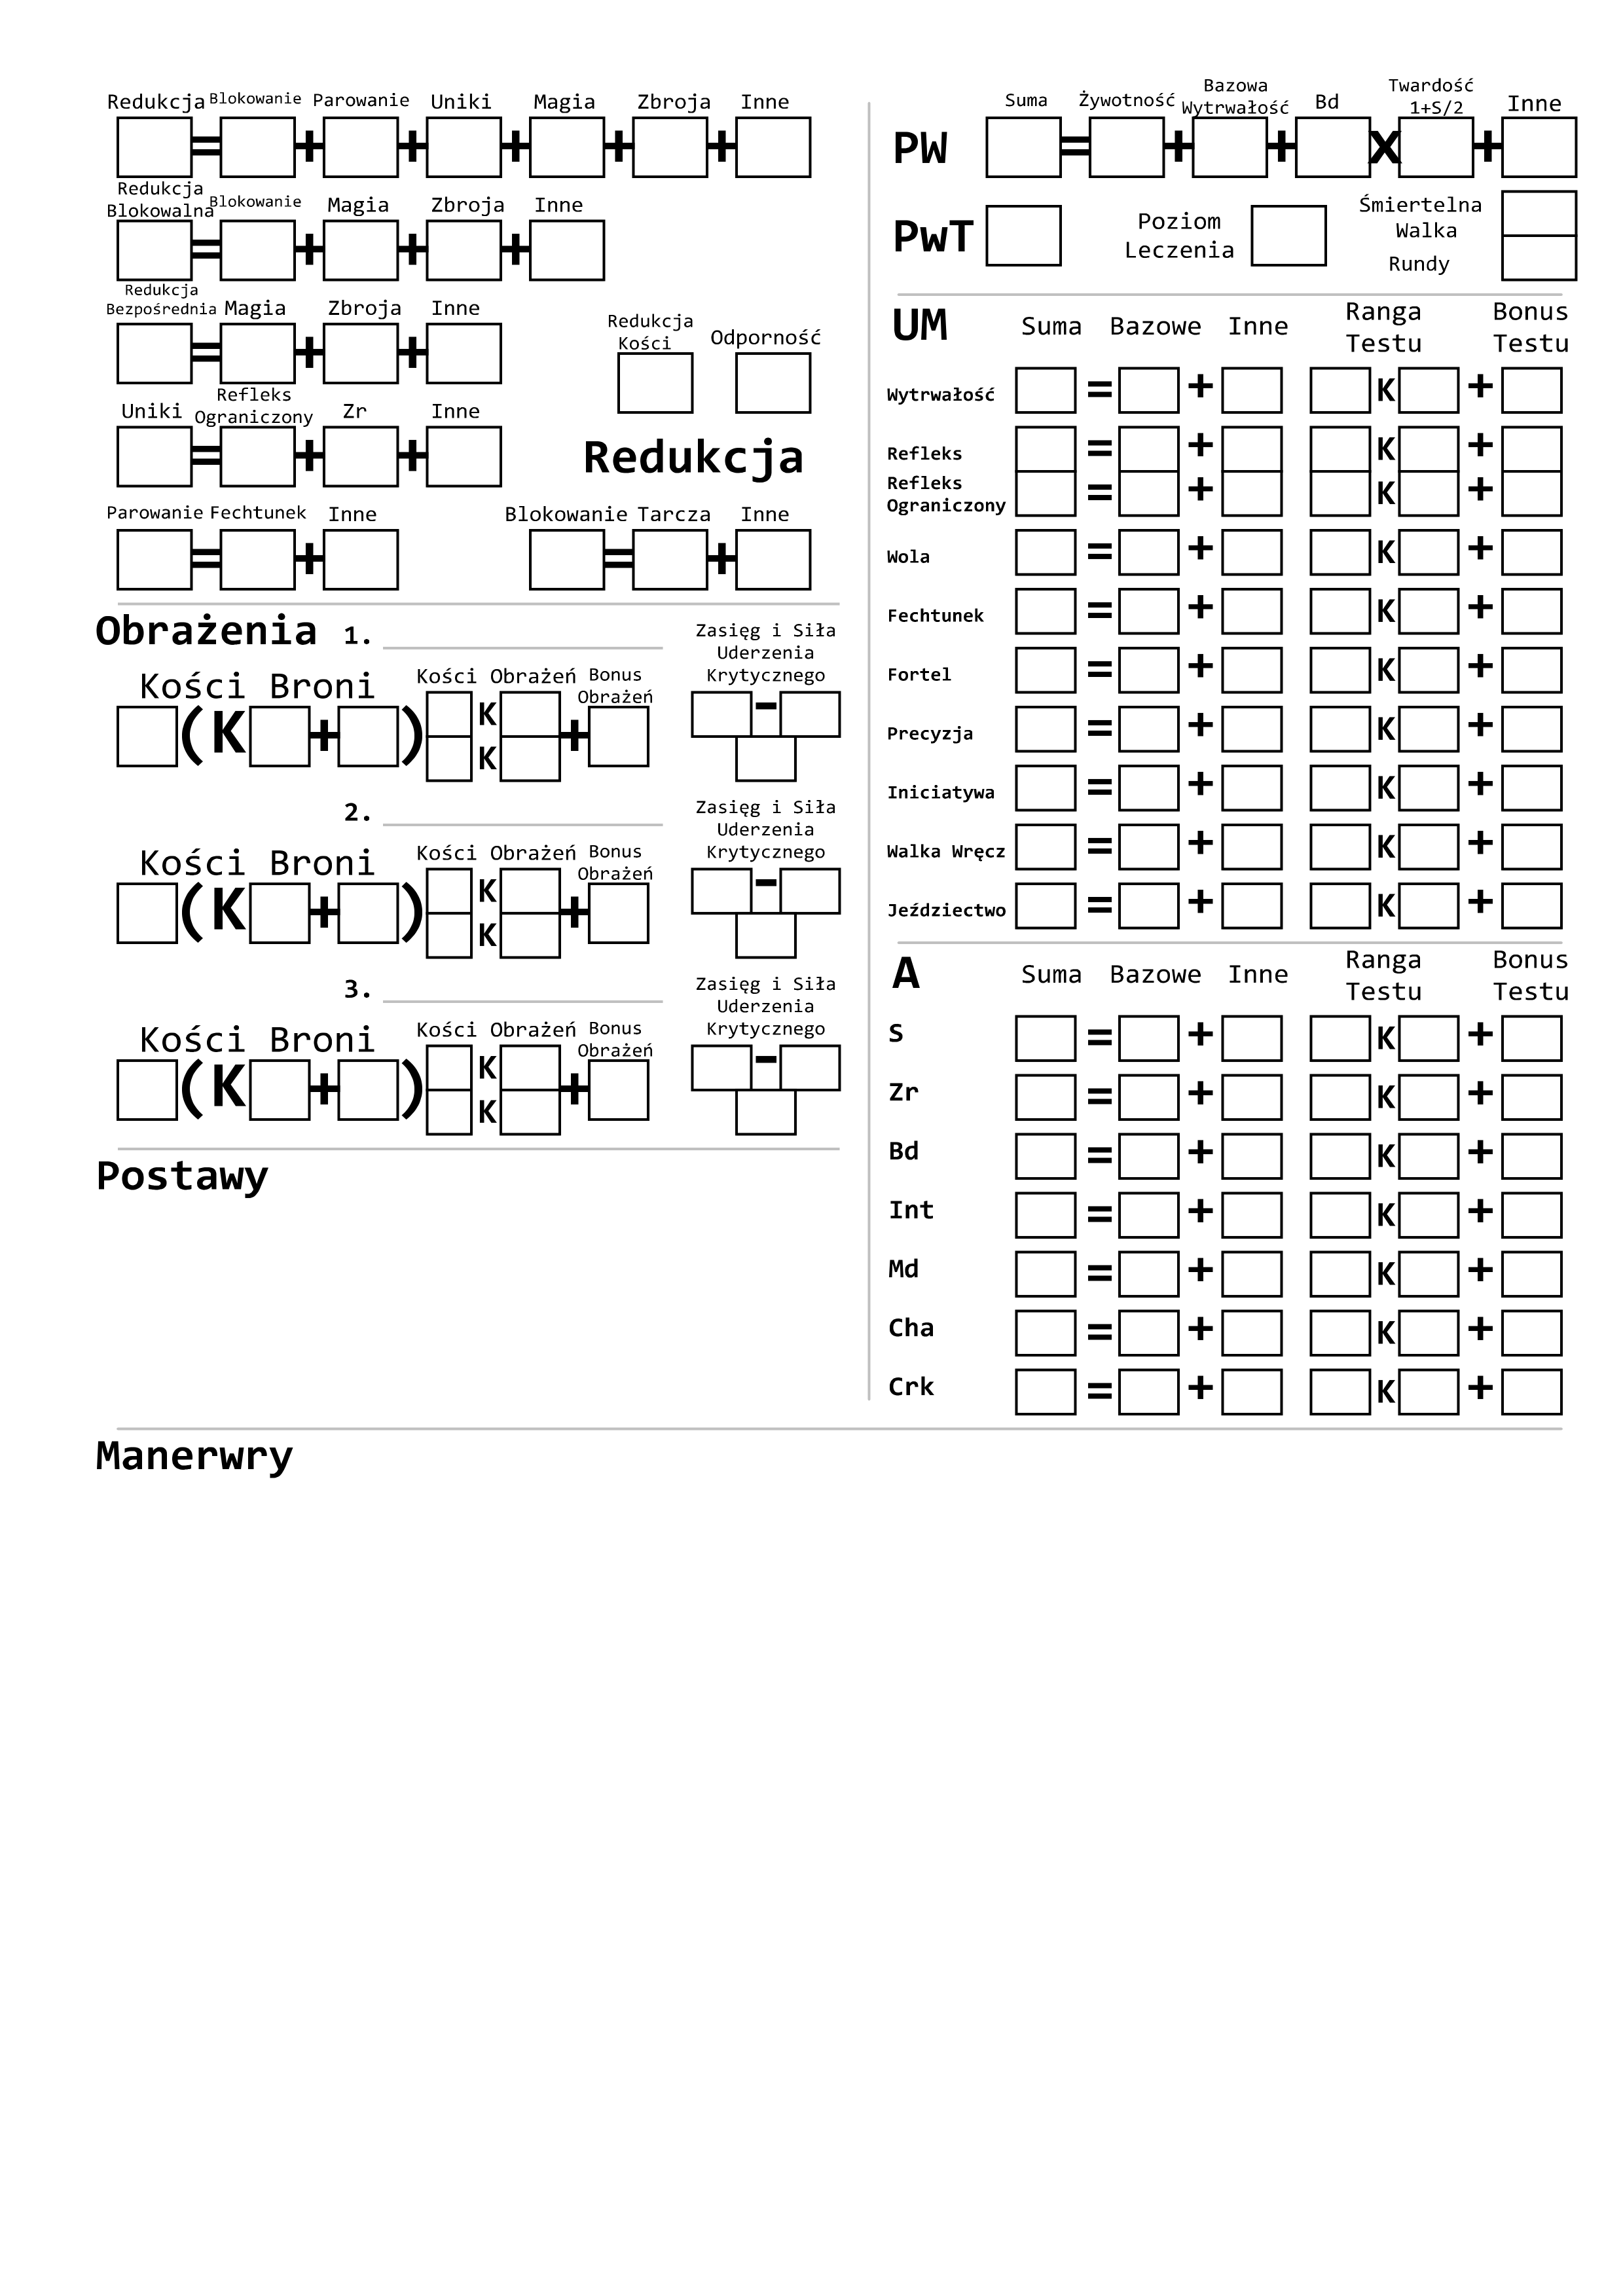 Redukcja Blokowanie Parowanie Uniki Magia Zbroja Inne
= + + + + +
Redukcja
Blokowalna Blokowanie Magia Zbroja Inne
= + + +
Redukcja
Bezpośrednia Magia Zbroja Inne
= + +
Redukcja
Kości
Odporność
Uniki Refleks
Ograniczony Zr Inne
= + +
Redukcja
Parowanie Fechtunek Inne
= +
Blokowanie Tarcza Inne
= +
Obrażenia 1.
Zasięg i Siła
Uderzenia
Krytycznego
Kości Broni Kości Obrażeń Bonus
Obrażeń
( K + ) K + -
K
2.
Zasięg i Siła
Uderzenia
Krytycznego
Kości Broni Kości Obrażeń Bonus
Obrażeń
( K + ) K + -
K
3.
Zasięg i Siła
Uderzenia
Krytycznego
Kości Broni Kości Obrażeń Bonus
Obrażeń
( K + ) K + -
K
Postawy
Suma Żywotność Bazowa
Wytrwałość Bd Twardość
1+S/2 Inne
PW = + + x +
PwT Poziom
Leczenia
Śmiertelna
Walka
Rundy
UM Suma Bazowe Inne Ranga
Testu Bonus
Testu
Wytrwałość = + K +
Refleks = + K +
Refleks
Ograniczony = + K +
Wola = + K +
Fechtunek = + K +
Fortel = + K +
Precyzja = + K +
Iniciatywa = + K +
Walka Wręcz = + K +
Jeździectwo = + K +
A Suma Bazowe Inne Ranga
Testu Bonus
Testu
S = + K +
Zr = + K +
Bd = + K +
Int = + K +
Md = + K +
Cha = + K +
Crk = + K +
Manerwry